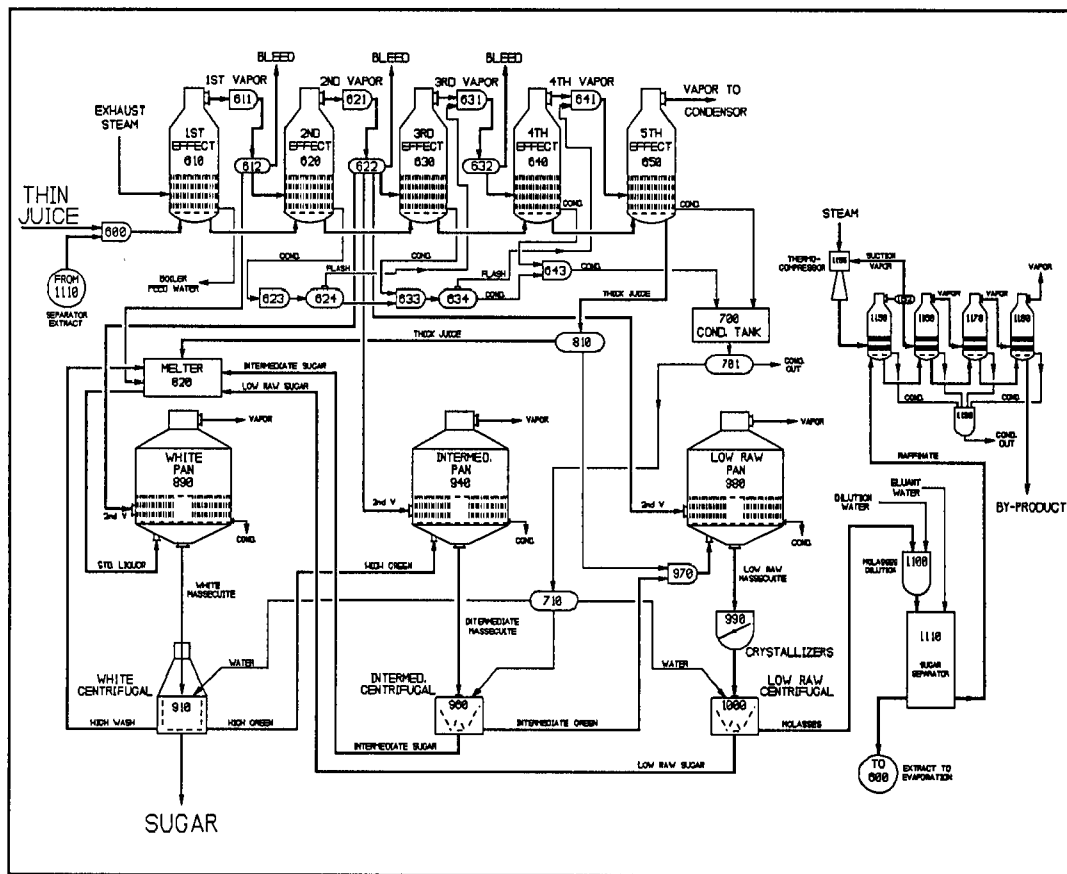 BLEED
BLEED
BLEED
1ST VAPOR
2ND VAPOR
3RD VAPOR
4TH VAPOR
VAPOR TO
CONDENSOR
611
621
631
641
EXHAUST
STEAM
1ST
EFFECT
610
2ND
EFFECT
620
3RD
EFFECT
630
4TH
EFFECT
640
5TH
EFFECT
650
612
622
632
THIN
JUICE
600
COND.
COND.
FROM
1110
SEPARATOR
EXTRACT
BOILER
FEED WATER
COND.
COND.
FLASH
FLASH
623
624
633
634
COND.
643
COND.
THICK JUICE
700
COND. TANK
701
COND.
OUT
THICK JUICE
810
MELTER
820
INTERMEDIATE SUGAR
LOW RAW SUGAR
STEAM
THERMO-
COMPRESSOR
SUCTION
VAPOR
VAPOR
VAPOR
VAPOR
1150
1160
1170
1180
COND.
COND.
COND.
OUT
RAFFINATE
BY-PRODUCT
VAPOR
WHITE
PAN
890
2nd V
COND.
STD LIQUOR
VAPOR
INTERMED.
PAN
940
2nd V
COND.
HIGH GREEN
VAPOR
LOW RAW
PAN
980
2nd V
COND.
ELUANT
WATER
DILUTION
WATER
MOLASSES
DILUTION
1100
1110
SUGAR
SEPARATOR
970
LOW RAW
MASSECUITE
WHITE
MASSECUITE
710
INTERMEDIATE
MASSECUITE
990
CRYSTALLIZERS
WATER
WATER
WHITE
CENTRIFUGAL
910
INTERMED.
CENTRIFUGAL
960
LOW RAW
CENTRIFUGAL
1000
HIGH WASH
HIGH GREEN
INTERMEDIATE GREEN
MOLASSES
INTERMEDIATE SUGAR
LOW RAW SUGAR
TO
600
EXTRACT TO
EVAPORATION
SUGAR